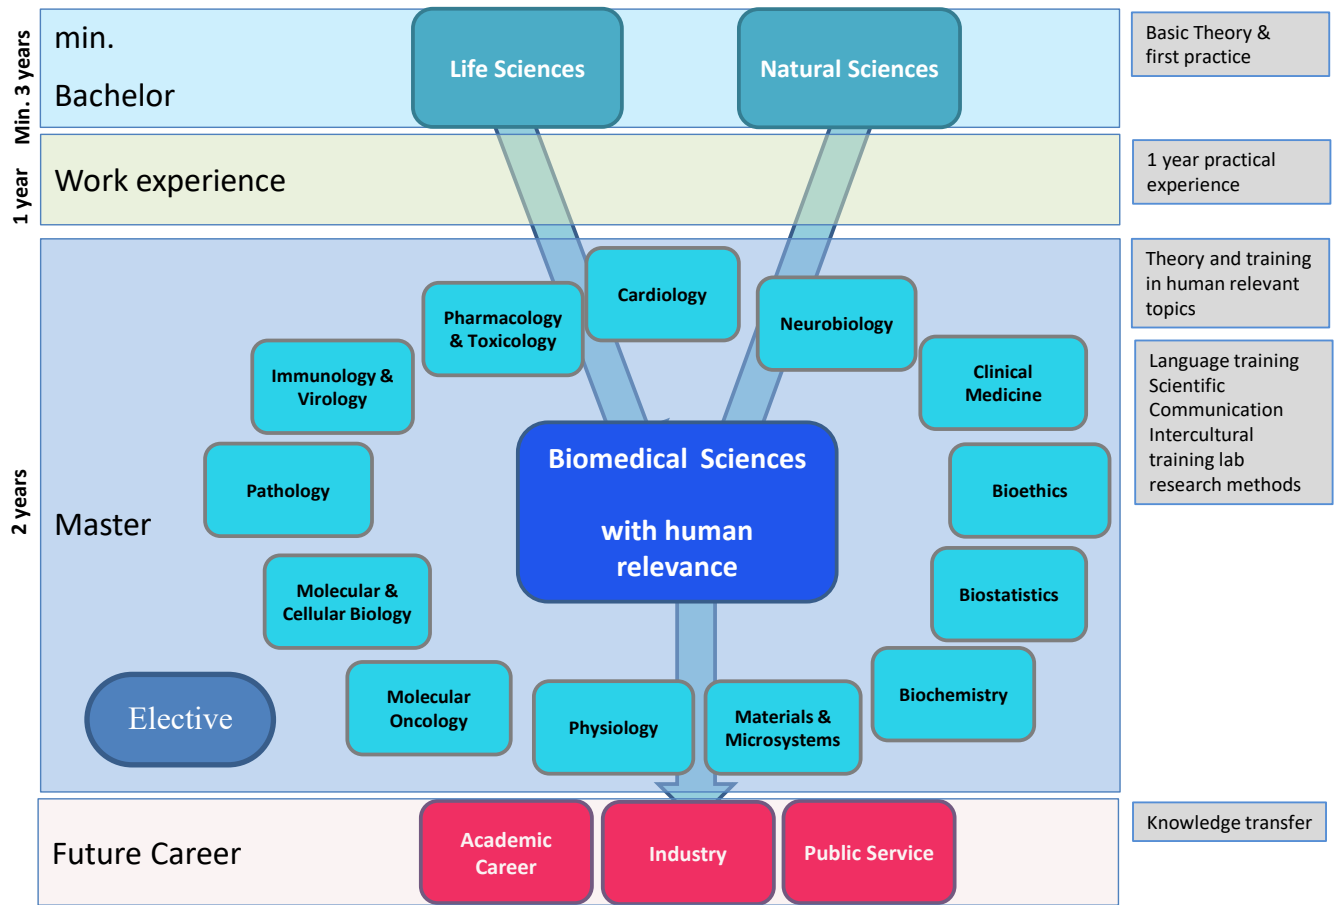 Min. 3 years
min.
Bachelor
Life Sciences
Natural Sciences
Basic Theory &
first practice
1 year
Work experience
1 year practical
experience
2 years
Master
Cardiology
Pharmacology
& Toxicology
Neurobiology
Immunology &
Virology
Clinical
Medicine
Pathology
Biomedical Sciences
with human
relevance
Bioethics
Molecular &
Cellular Biology
Biostatistics
Molecular
Oncology
Physiology
Materials &
Microsystems
Biochemistry
Elective
Theory and training
in human relevant
topics
Language training
Scientific
Communication
Intercultural
training lab
research methods
Future Career
Academic
Career
Industry
Public Service
Knowledge transfer